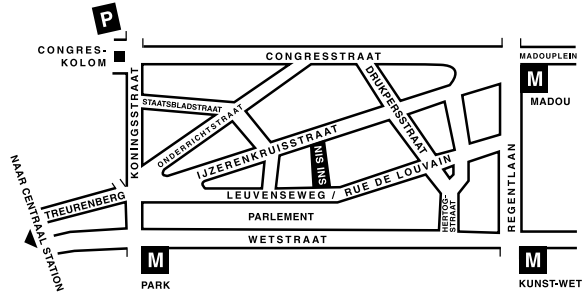 P
CONGRES-
KOLOM
CONGRESSTRAAT
MADOUPLEIN
M
MADOU
KONINGSSTRAAT
STAATSBLADSTRAAT
ONDERRICHTSTRAAT
DRUKPERSSTRAAT
IJZERENKRUISSTRAAT
NIS INS
LEUVENSEWEG / RUE DE LOUVAIN
REGENTLAAN
NAAR CENTRAAL STATION
TREURENBERG
PARLEMENT
HERTOG-
STRAAT
WETSTRAAT
M
PARK
M
KUNST-WET